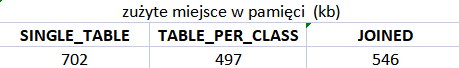 zużyte miejsce w pamięci (kb)
SINGLE_TABLE TABLE_PER_CLASS JOINED
702 497 546